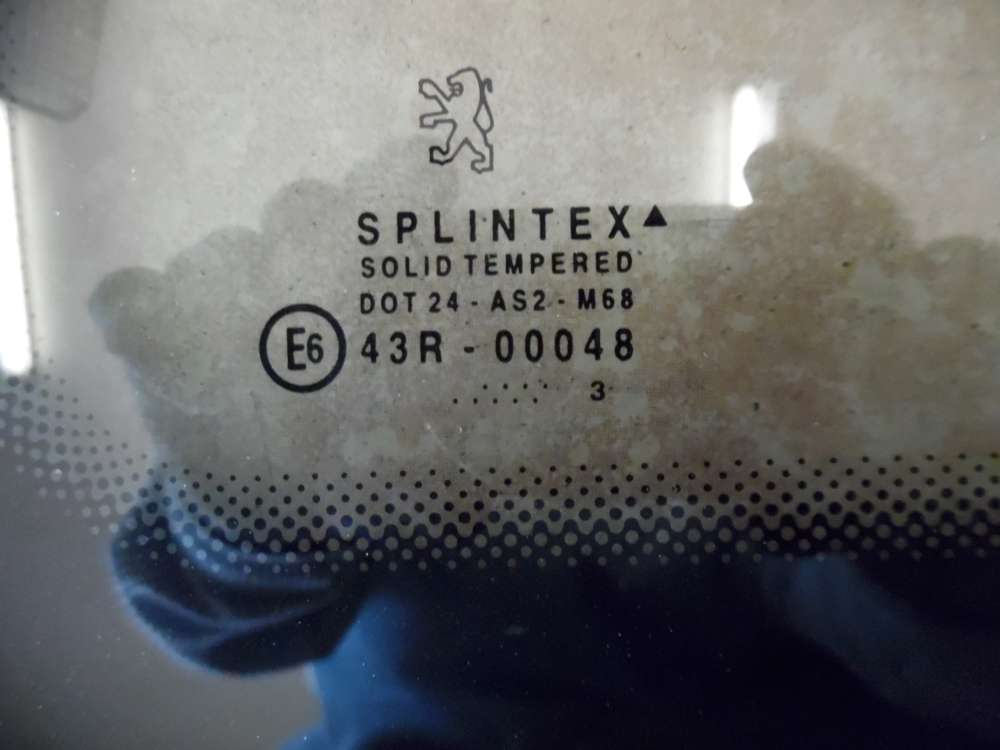 SPLINTEX▲
SOLID TEMPERED
DOT 24 - AS2 - M68
E6 43R - 00048
..... ..... 3